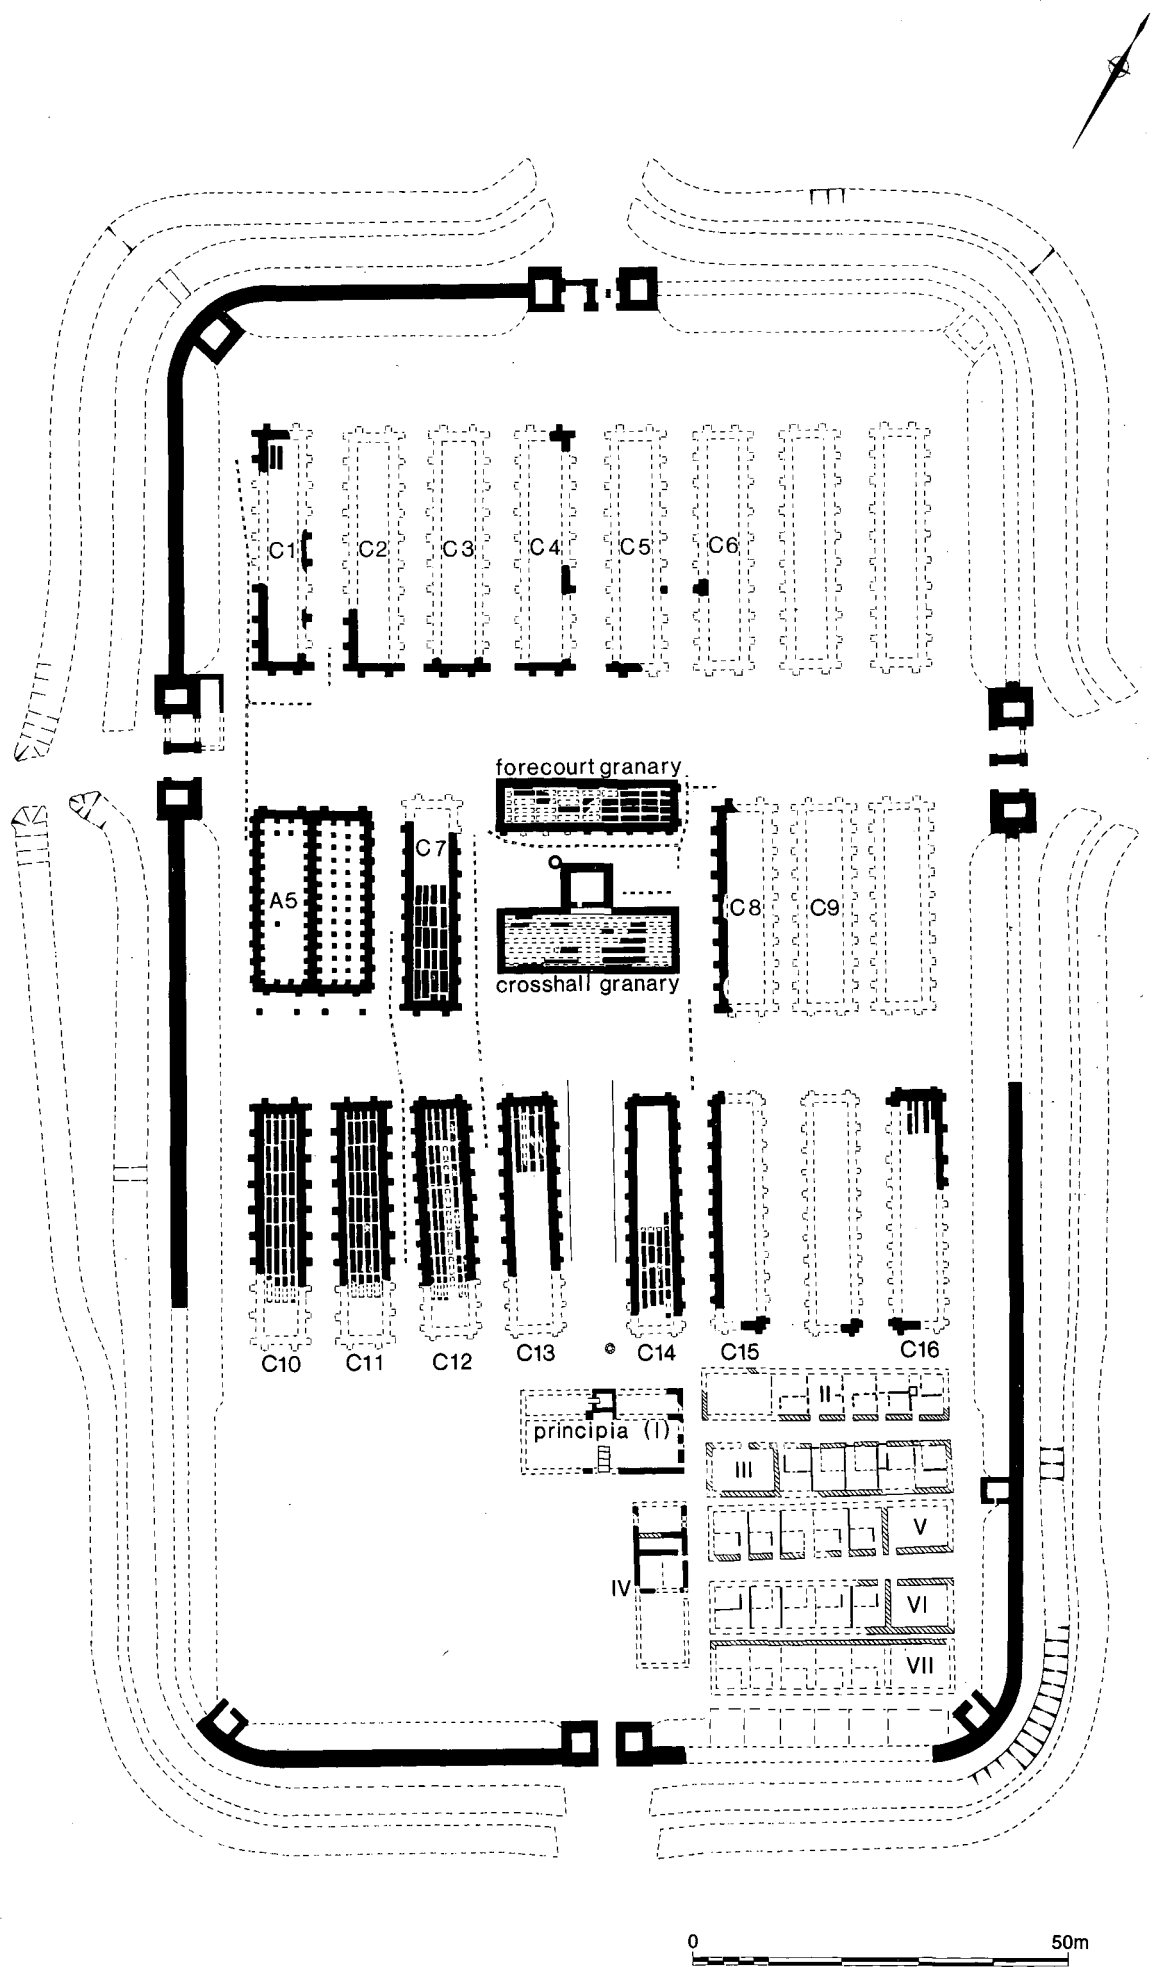 C1 C2 C3 C4 C5 C6
forecourt granary
C7
A5 C8 C9
crosshall granary
C10 C11 C12 C13 C14 C15 C16
II
principia (I)
III
V
IV
VI
VII
0 50m